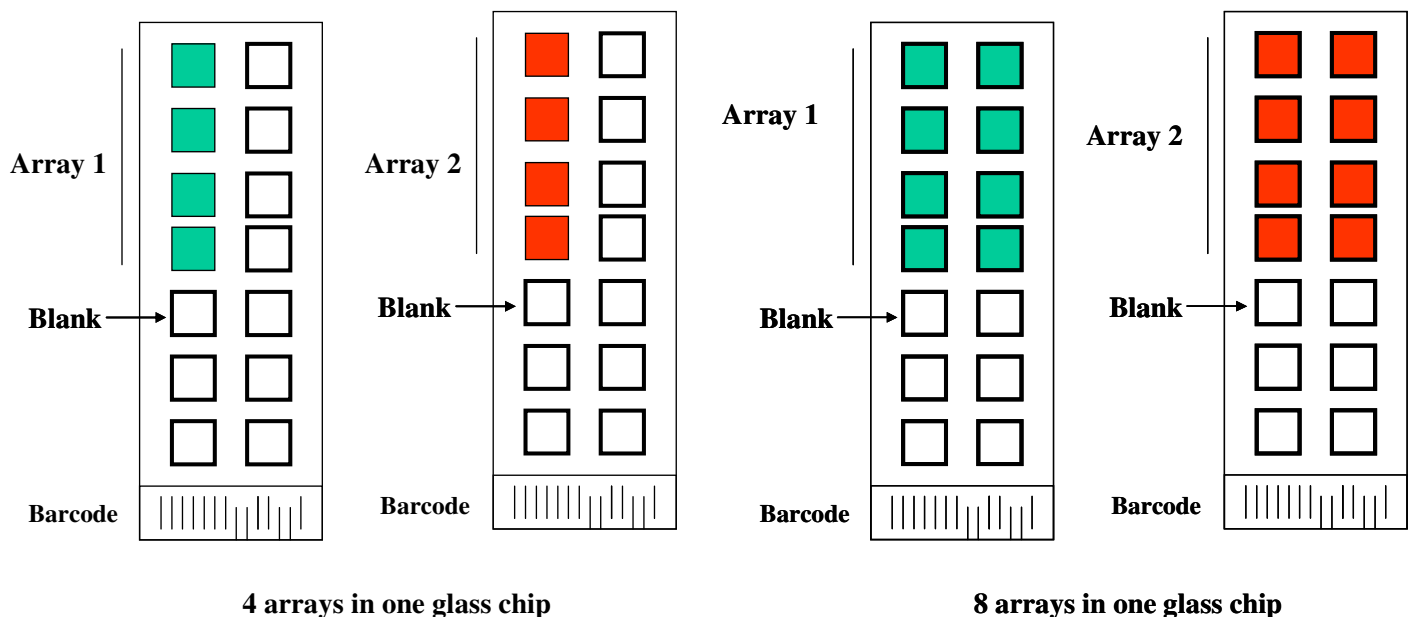 Array 1
Blank
Barcode
Array 2
Blank
Barcode
4 arrays in one glass chip
Array 1
Blank
Barcode
Array 2
Blank
Barcode
8 arrays in one glass chip